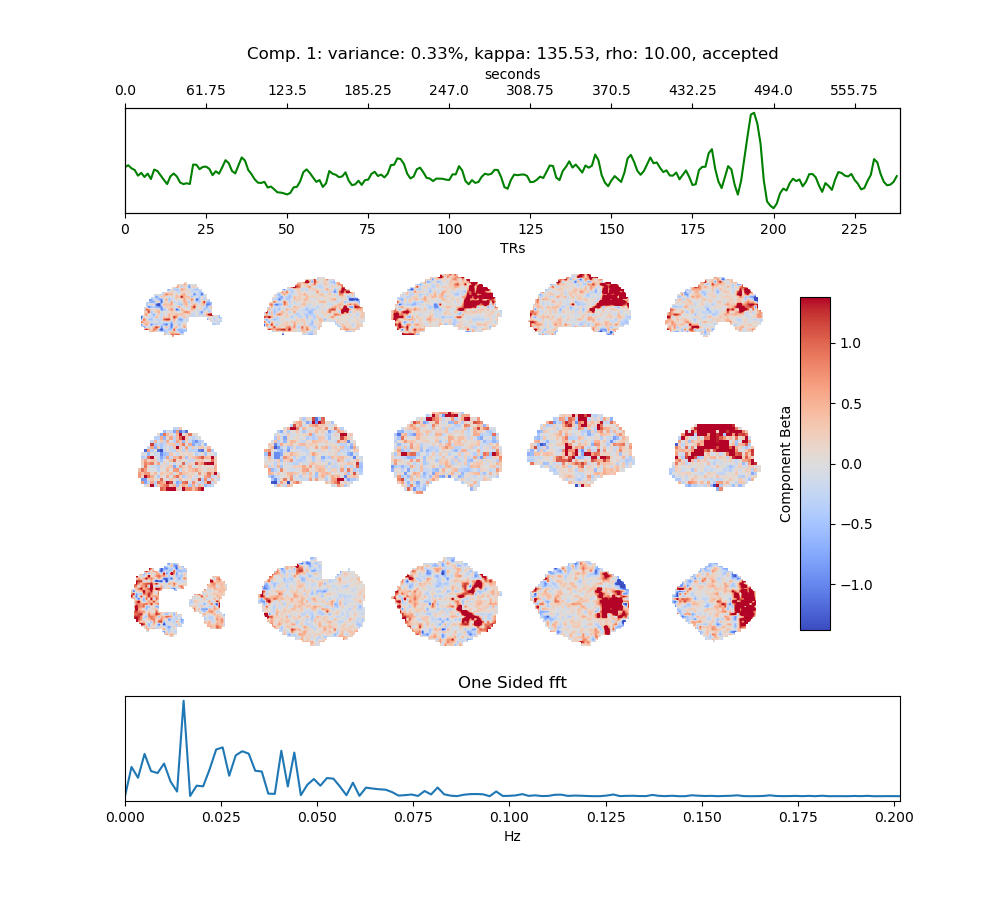 Comp. 1: variance: 0.33%, kappa: 135.53, rho: 10.00, accepted
seconds
0.0 61.75 123.5 185.25 247.0 308.75 370.5 432.25 494.0 555.75
0 25 50 75 100 125 150 175 200 225
TRs
1.0
0.5
0.0
−0.5
−1.0
Component Beta
One Sided fft
0.000 0.025 0.050 0.075 0.100 0.125 0.150 0.175 0.200
Hz